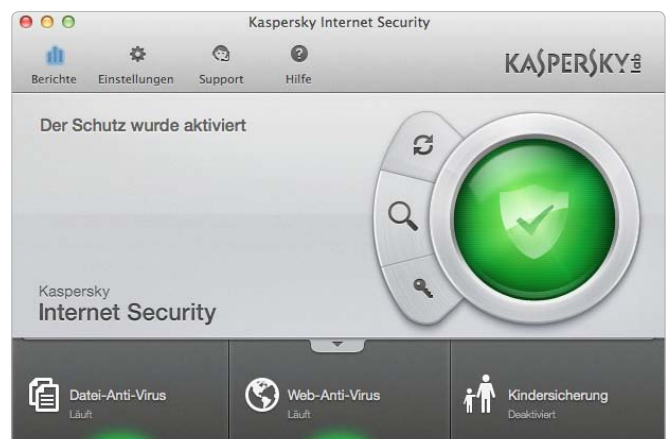 Kaspersky Internet Security
Berichte Einstellungen Support Hilfe
KASPERSKY lab
Der Schutz wurde aktiviert
Kaspersky
Internet Security
Datei-Anti-Virus
Läuft
Web-Anti-Virus
Läuft
Kindersicherung
Deaktiviert